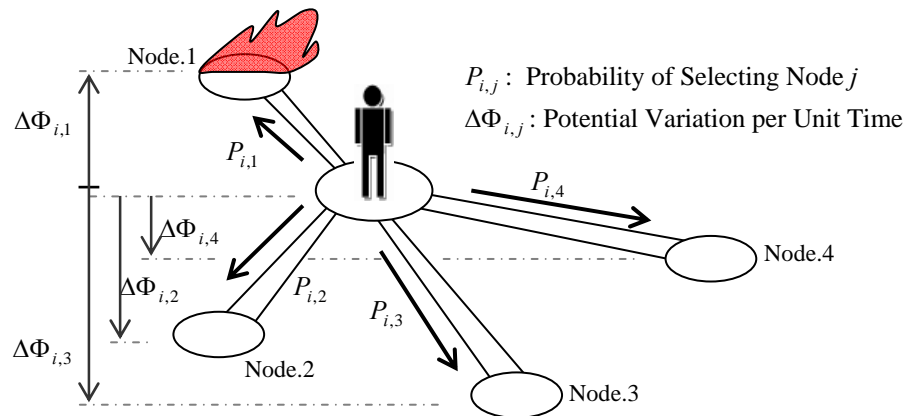 Node.1
P_{i,j} : Probability of Selecting Node j
ΔΦ_{i,j} : Potential Variation per Unit Time
ΔΦ_{i,1}
P_{i,1}
P_{i,4}
ΔΦ_{i,4}
Node.4
ΔΦ_{i,2}
P_{i,2}
P_{i,3}
ΔΦ_{i,3}
Node.2
Node.3